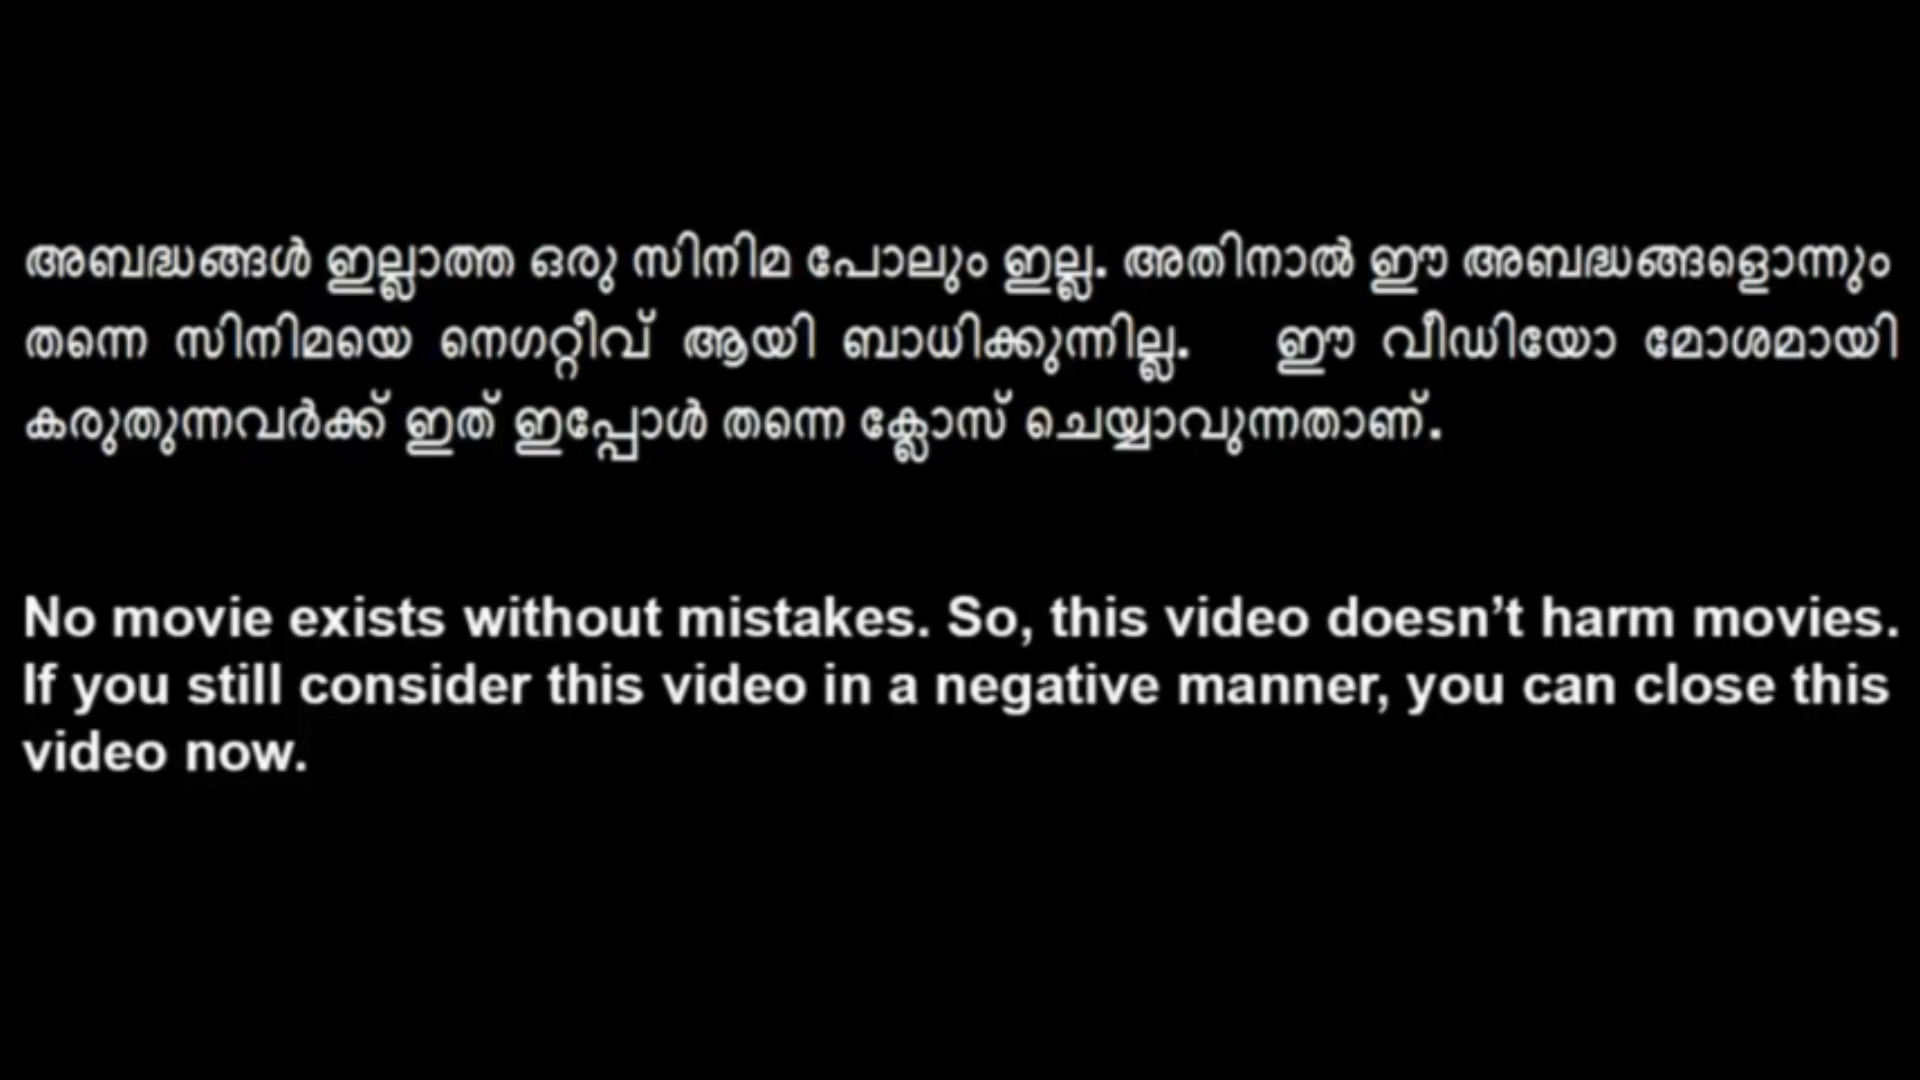 അബദ്ധങ്ങൾ ഇല്ലാത്ത ഒരു സിനിമ പോലും ഇല്ല. അതിനാൽ ഈ അബദ്ധങ്ങളൊന്നും
തന്നെ സിനിമയെ നെഗറ്റീവ് ആയി ബാധിക്കുന്നില്ല. ഈ വീഡിയോ മോശമായി
കരുതുന്നവർക്ക് ഇത് ഇപ്പോൾ തന്നെ ക്ലോസ് ചെയ്യാവുന്നതാണ്.
No movie exists without mistakes. So, this video doesn’t harm movies.
If you still consider this video in a negative manner, you can close this
video now.